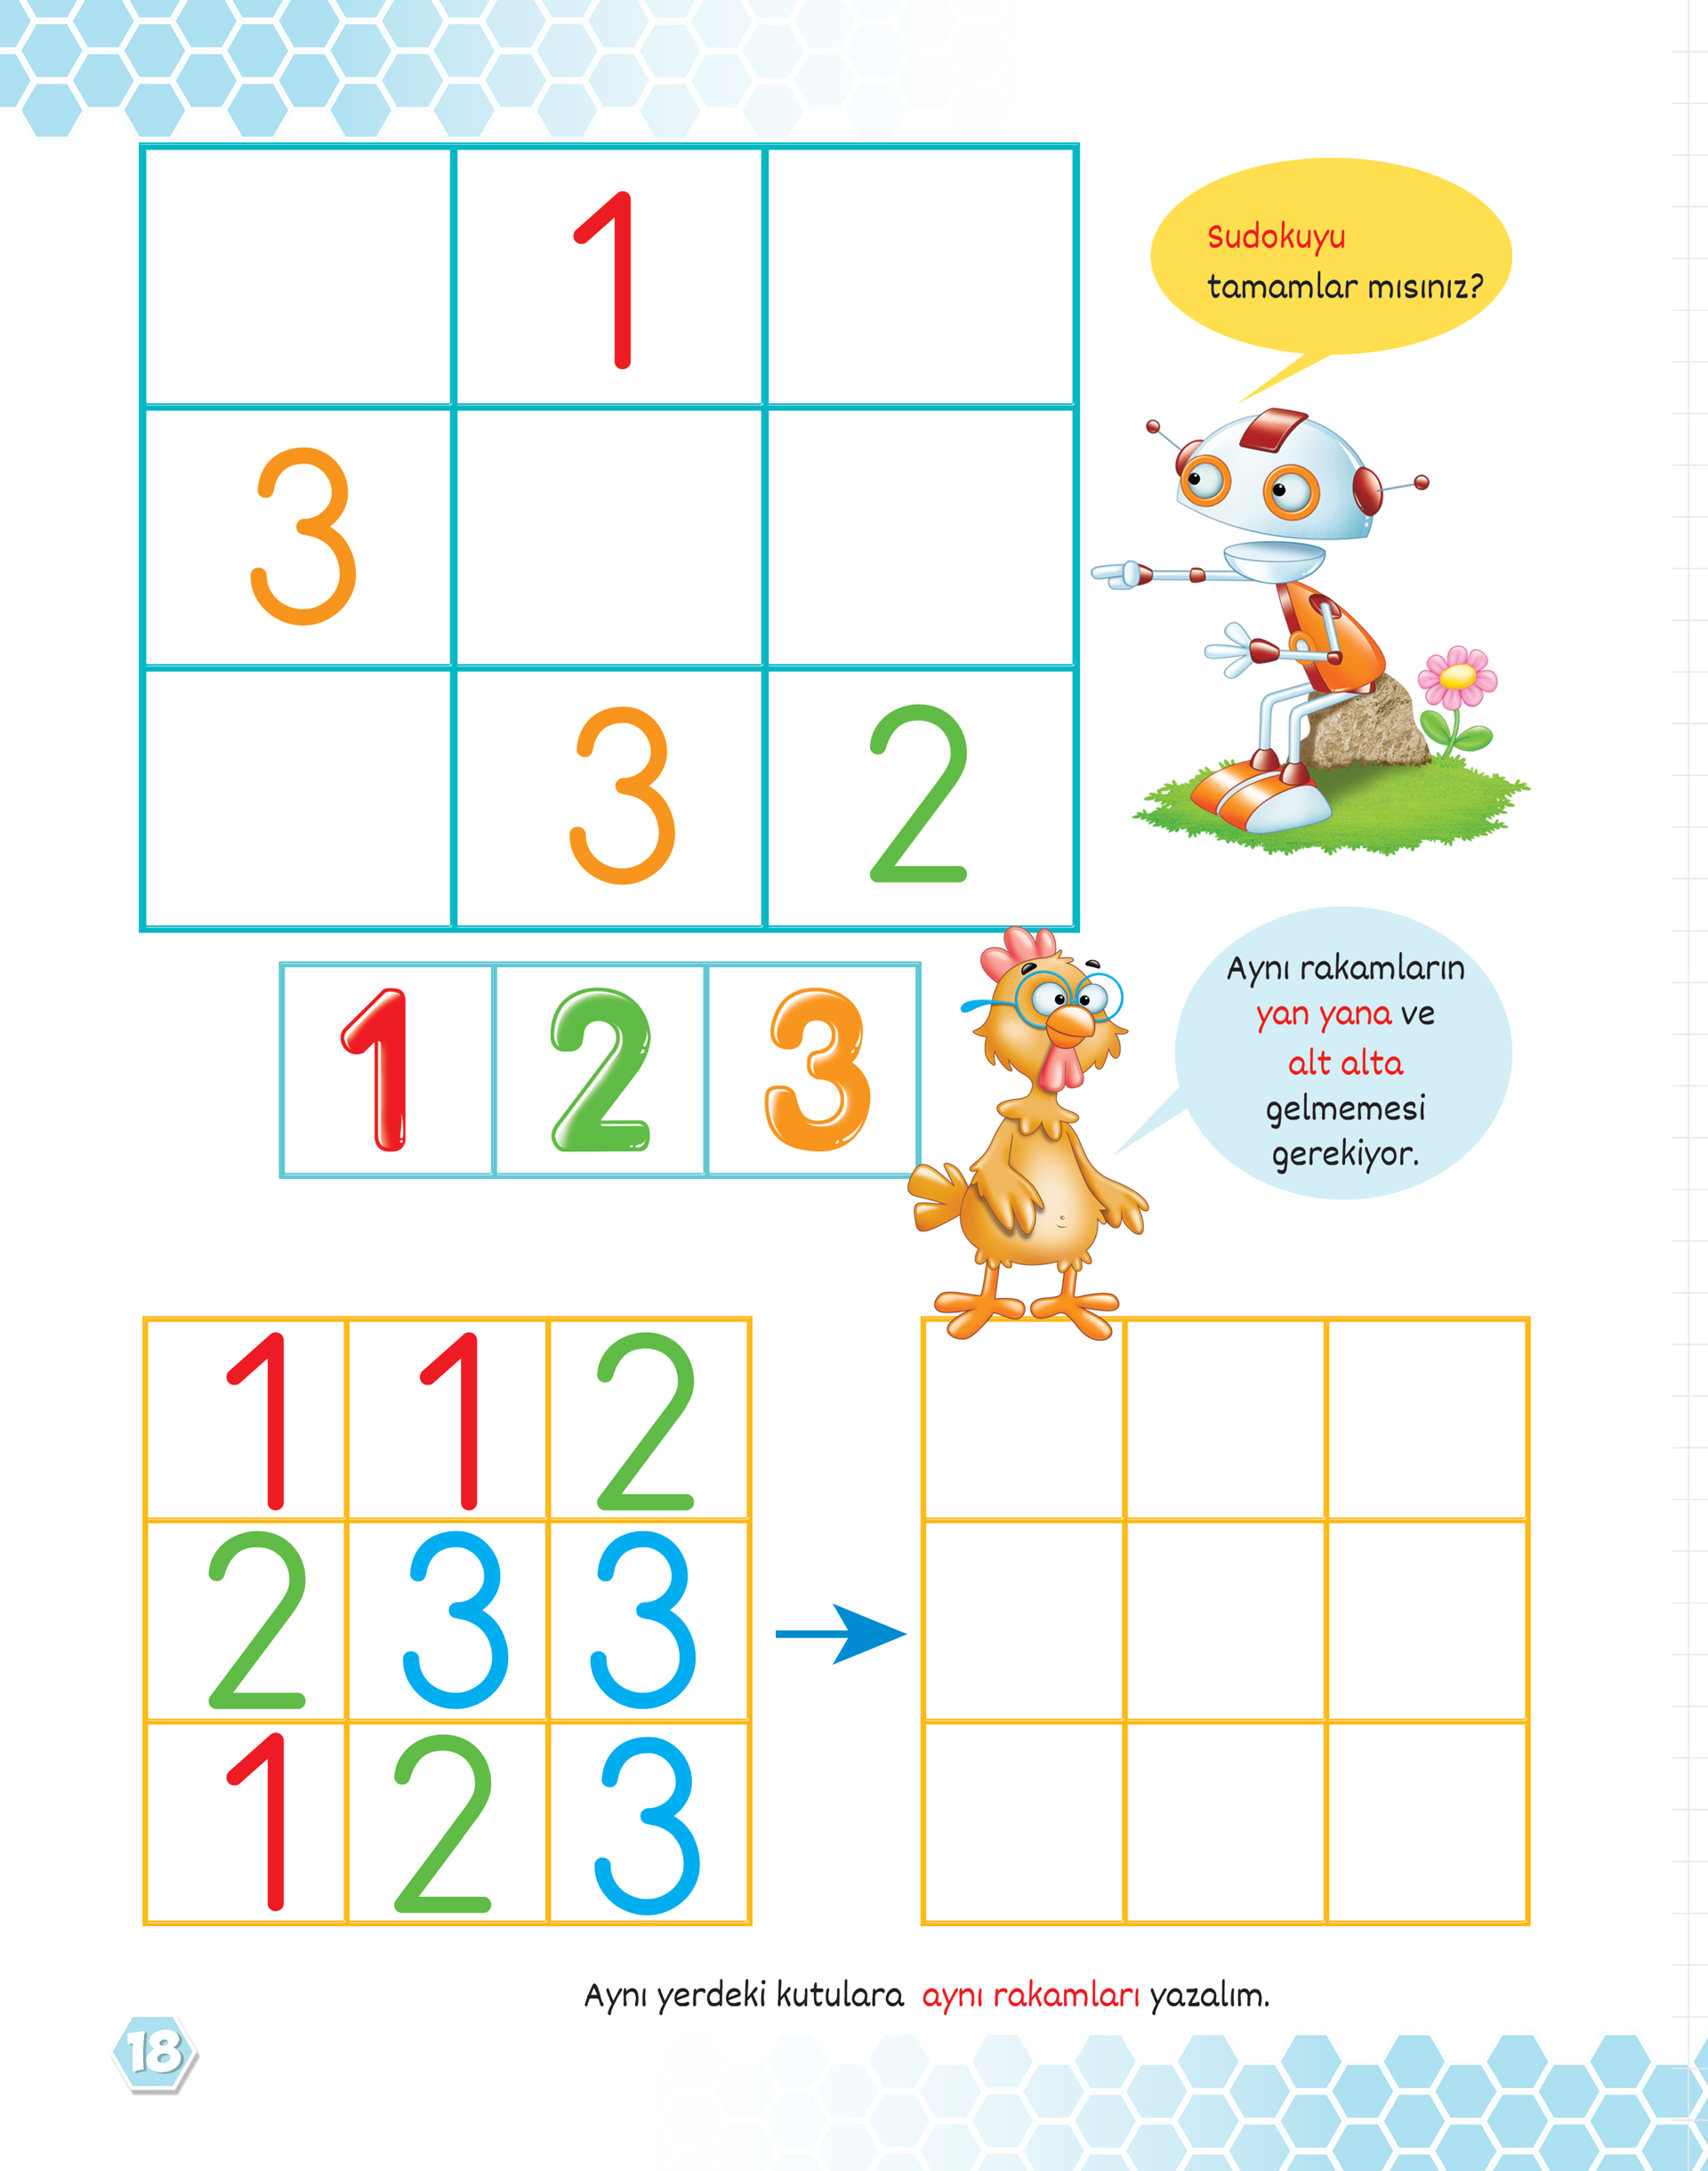 1
Sudokuyu
tamamlar mısınız?
3
3 2
1 2 3
Aynı rakamların
yan yana ve
alt alta
gelmemesi
gerekiyor.
1 1 2
2 3 3
1 2 3
Aynı yerdeki kutulara aynı rakamları yazalım.
18